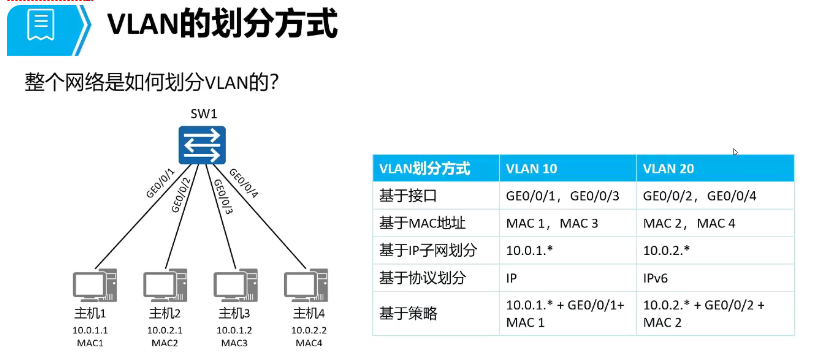 VLAN的划分方式
整个网络是如何划分VLAN的？
SW1
GE0/0/1
GE0/0/2
GE0/0/3
GE0/0/4
主机1
10.0.1.1
MAC1
主机2
10.0.2.1
MAC2
主机3
10.0.1.2
MAC3
主机4
10.0.2.2
MAC4
VLAN划分方式 VLAN 10 VLAN 20
基于接口 GE0/0/1，GE0/0/3 GE0/0/2，GE0/0/4
基于MAC地址 MAC 1，MAC 3 MAC 2，MAC 4
基于IP子网划分 10.0.1.* 10.0.2.*
基于协议划分 IP IPv6
基于策略 10.0.1.* + GE0/0/1+ 10.0.2.* + GE0/0/2 +
MAC 1 MAC 2